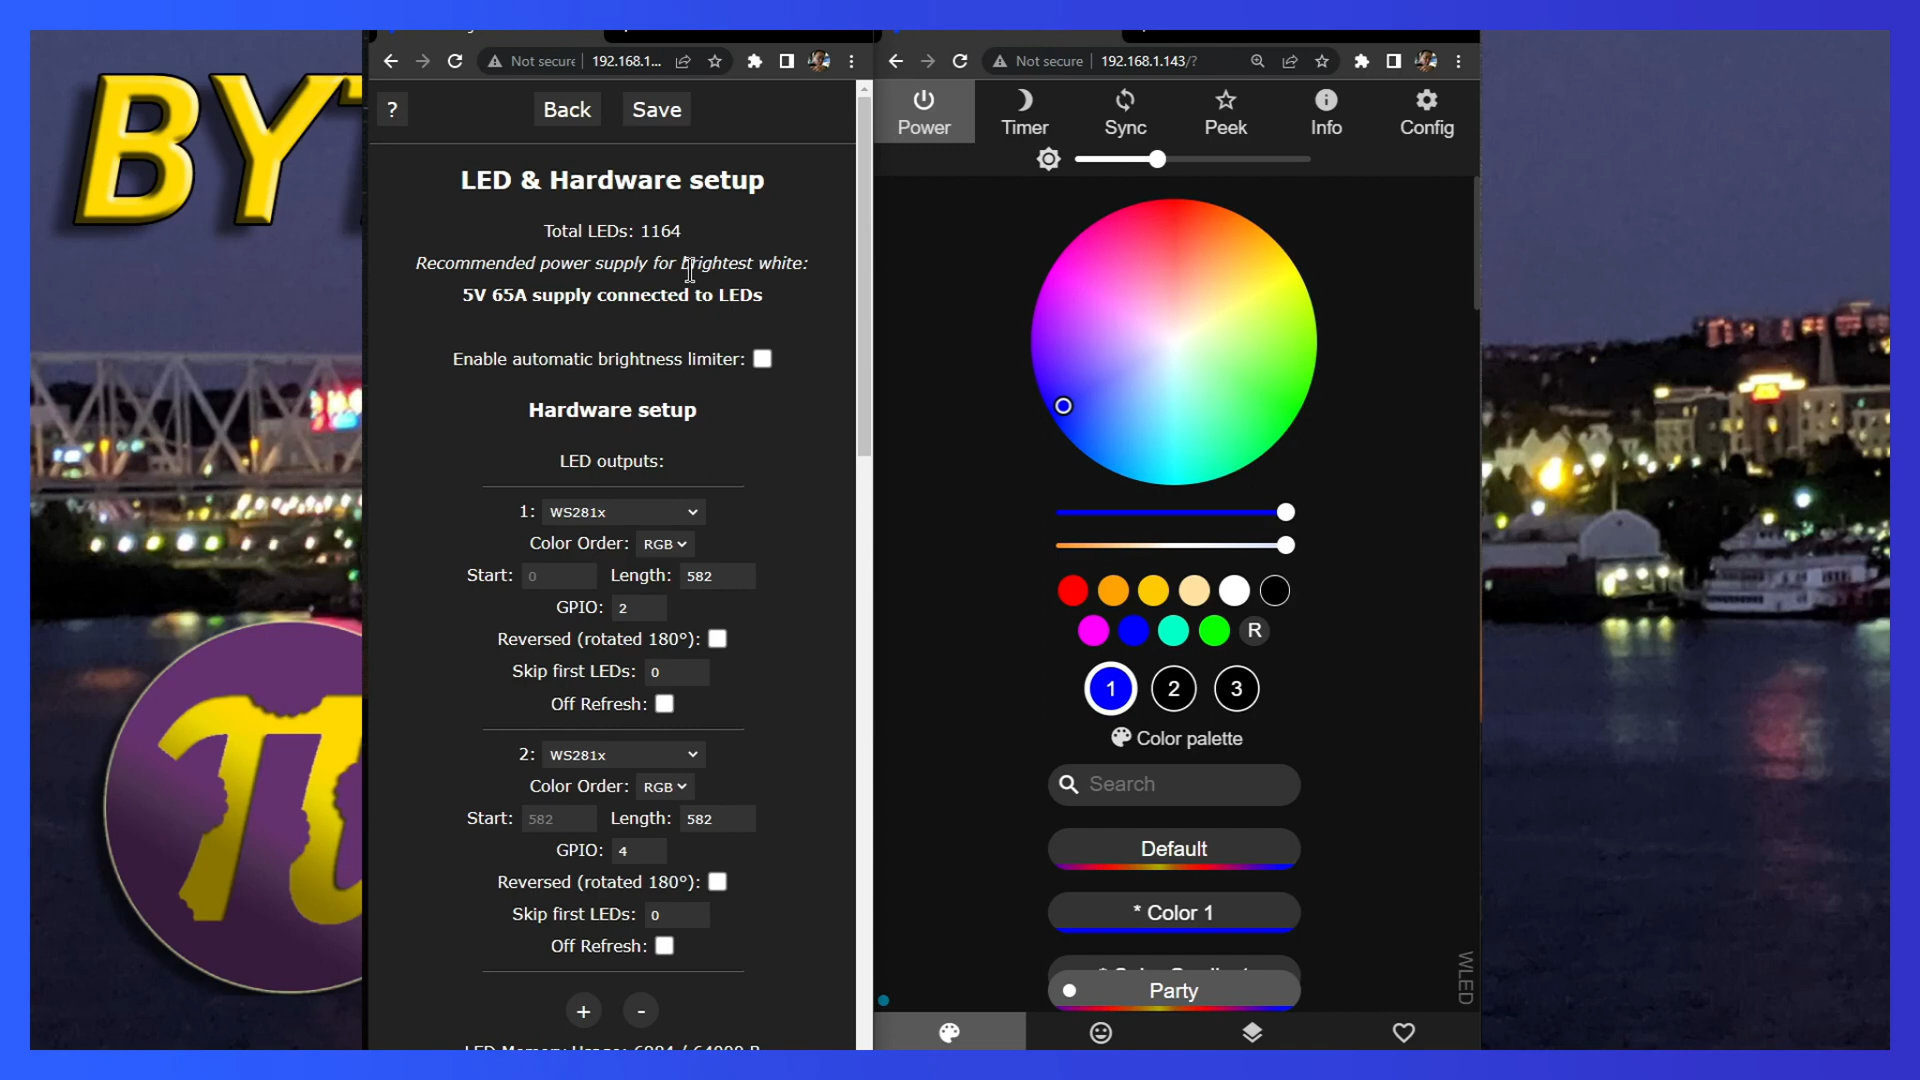 BYT
Not secure
192.168.1...
?
Back
Save
LED & Hardware setup
Total LEDs: 1164
Recommended power supply for brightest white:
5V 65A supply connected to LEDs
Enable automatic brightness limiter:
Hardware setup
LED outputs:
1: WS281x
Color Order: RGB
Start: 0 Length: 582
GPIO: 2
Reversed (rotated 180°):
Skip first LEDs: 0
Off Refresh:
2: WS281x
Color Order: RGB
Start: 582 Length: 582
GPIO: 4
Reversed (rotated 180°):
Skip first LEDs: 0
Off Refresh:
+ -
Not secure
192.168.1.143/?
Power
Timer
Sync
Peek
Info
Config
R
1
2
3
Color palette
Search
Default
* Color 1
Party
WLED
π